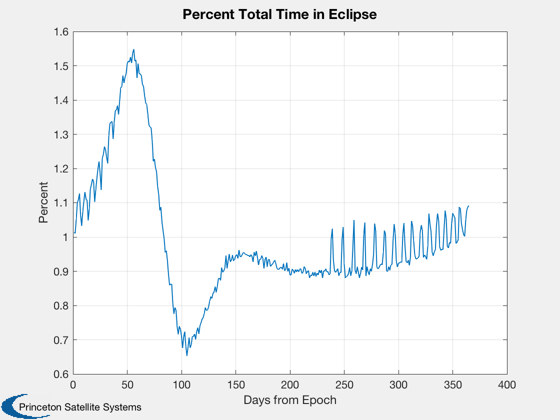 Percent Total Time in Eclipse
1.6
1.5
1.4
1.3
1.2
1.1
1
0.9
0.8
0.7
0.6
Percent
0 50 100 150 200 250 300 350 400
Days from Epoch
Princeton Satellite Systems